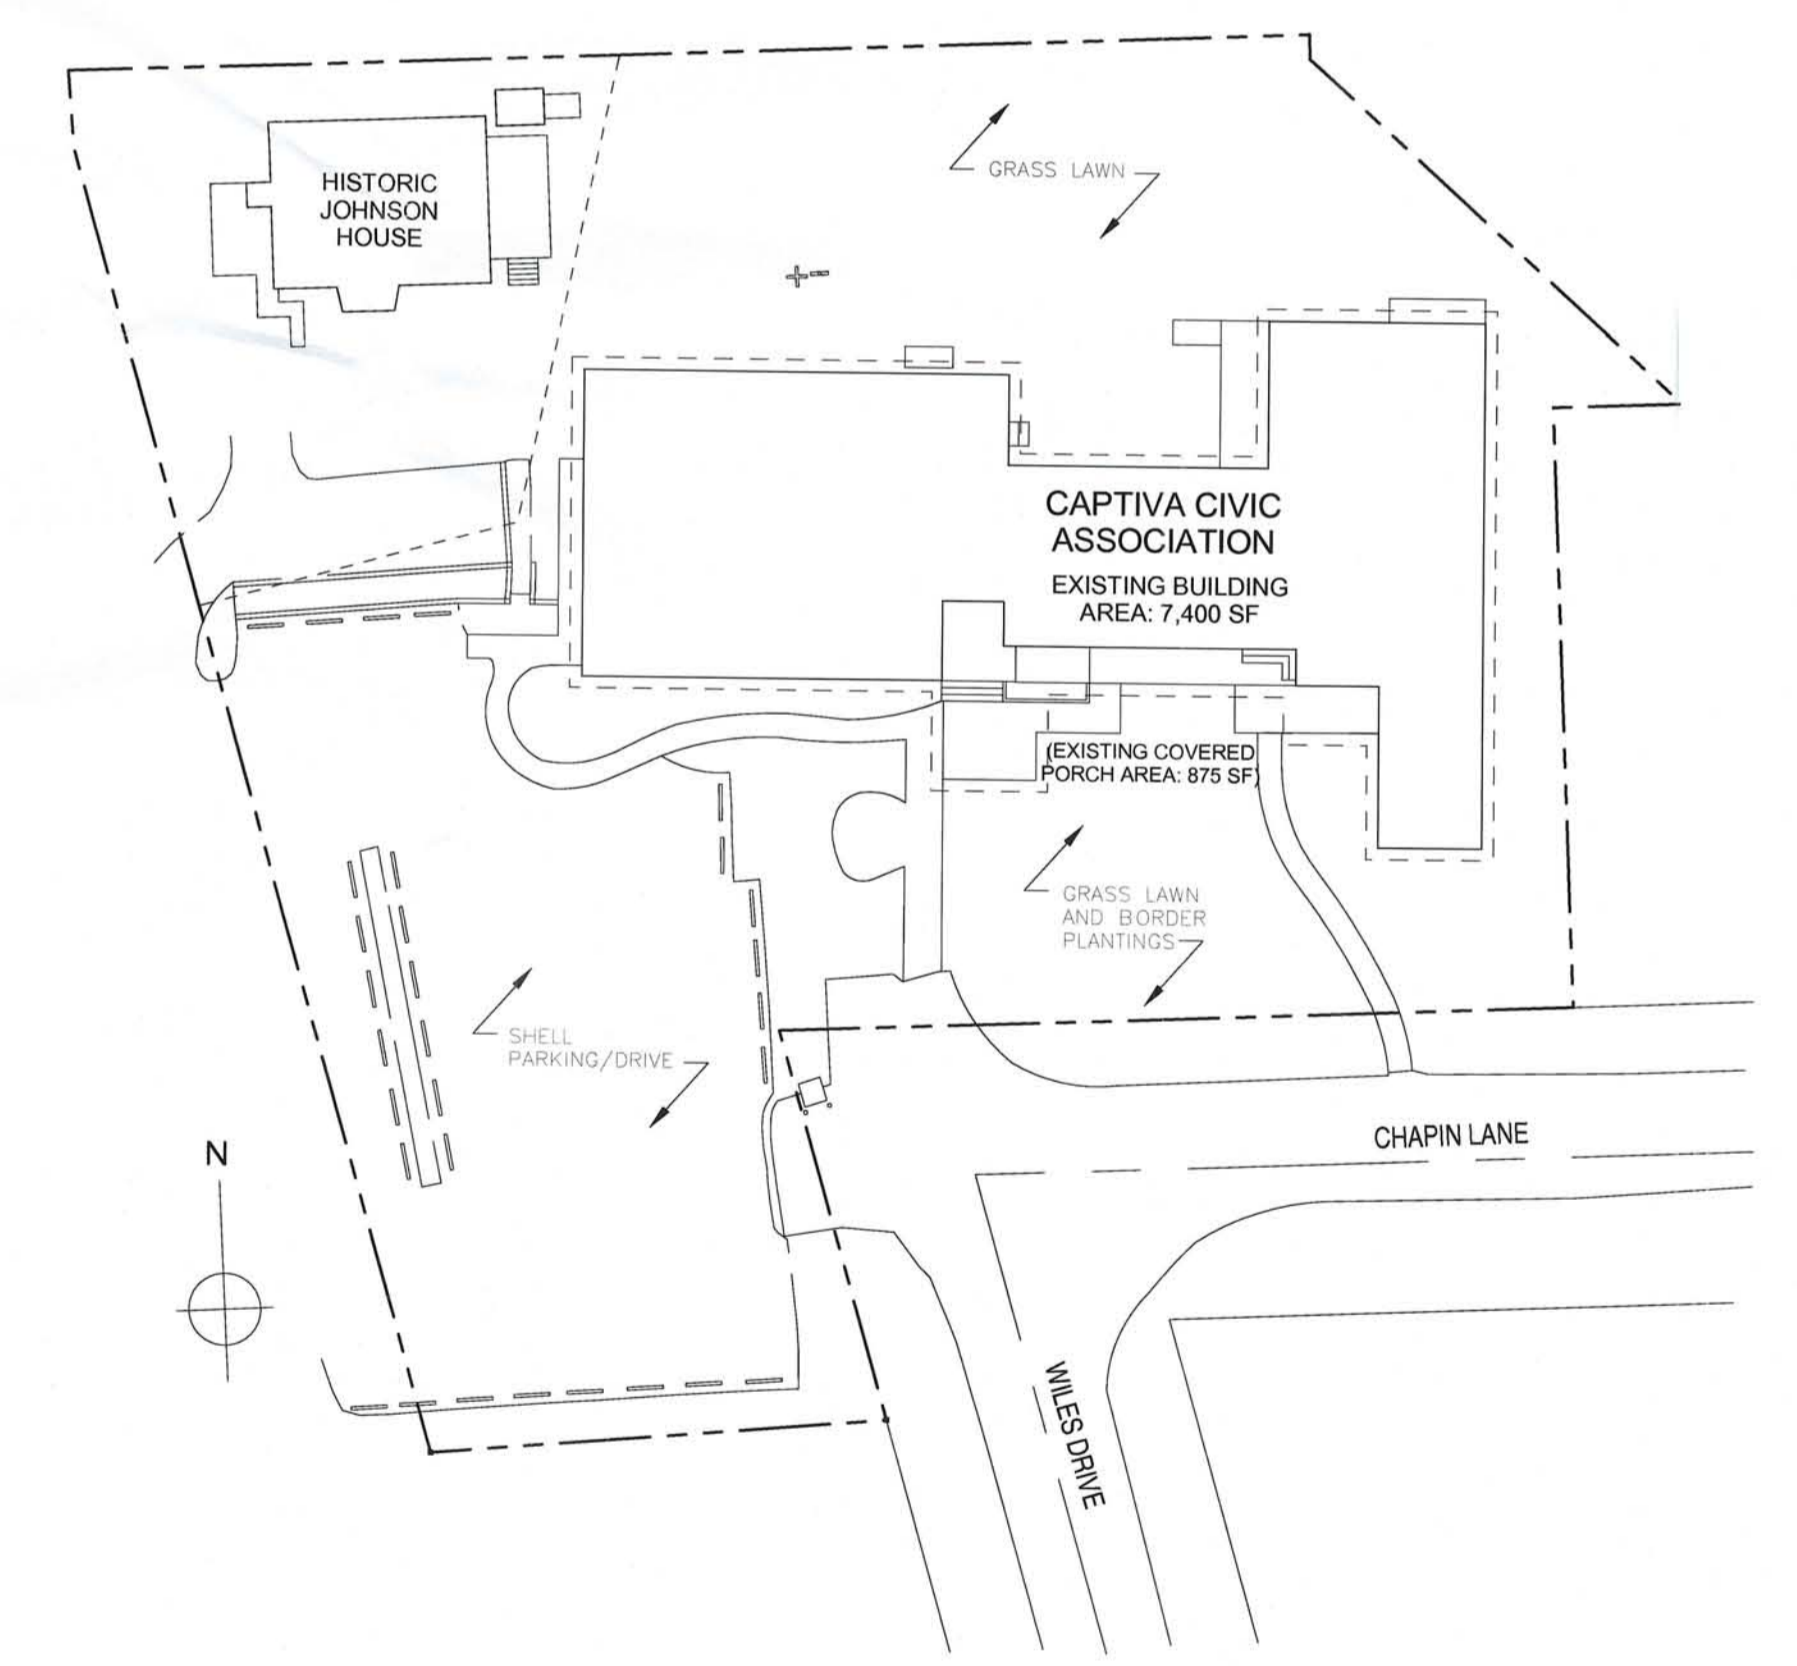 HISTORIC
JOHNSON
HOUSE
GRASS LAWN
CAPTIVA CIVIC
ASSOCIATION
EXISTING BUILDING
AREA: 7,400 SF
(EXISTING COVERED
PORCH AREA: 875 SF)
GRASS LAWN
AND BORDER
PLANTINGS
SHELL
PARKING/DRIVE
N
CHAPIN LANE
WILES DRIVE